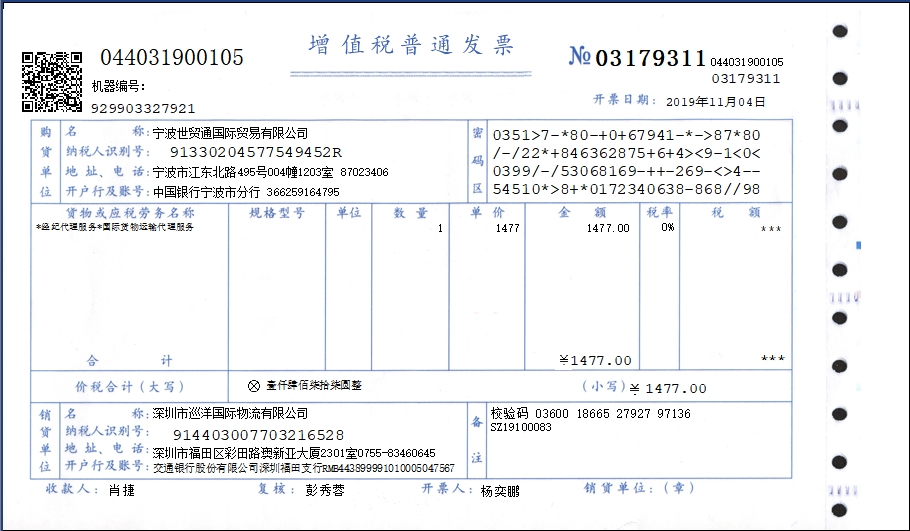 增值税普通发票
044031900105
№ 03179311 044031900105
03179311
机器编号:
929903327921
开票日期: 2019年11月04日
购货单位
名 称: 宁波世贸通国际贸易有限公司
纳税人识别号: 91330204577549452R
地址、电话: 宁波市江东北路495号004幢1203室 87023406
开户行及账号: 中国银行宁波市分行 366259164795
密码区
0351>7-*80-+0+67941-*->87*80
/-/22*+846362875+6+4><9-1<0<
0399/-/53068169-++-269-<>4--
54510*>8+*0172340638-868//98
货物或应税劳务名称 规格型号 单位 数 量 单 价 金 额 税率 税 额
*经纪代理服务*国际货物运输代理服务 1 1477 1477.00 0% ***
合 计 ¥1477.00 ***
价税合计(大写) ⊗ 壹仟肆佰柒拾柒圆整 (小写) ¥ 1477.00
销货单位
名 称: 深圳市巡洋国际物流有限公司
纳税人识别号: 914403007703216528
地址、电话: 深圳市福田区彩田路澳新亚大厦2301室0755-83460645
开户行及账号: 交通银行股份有限公司深圳福田支行RMB443899991010005047567
备注
校验码 03600 18665 27927 97136
SZ19100083
收款人: 肖捷 复核: 彭秀蓉 开票人: 杨奕鹏 销货单位:(章)